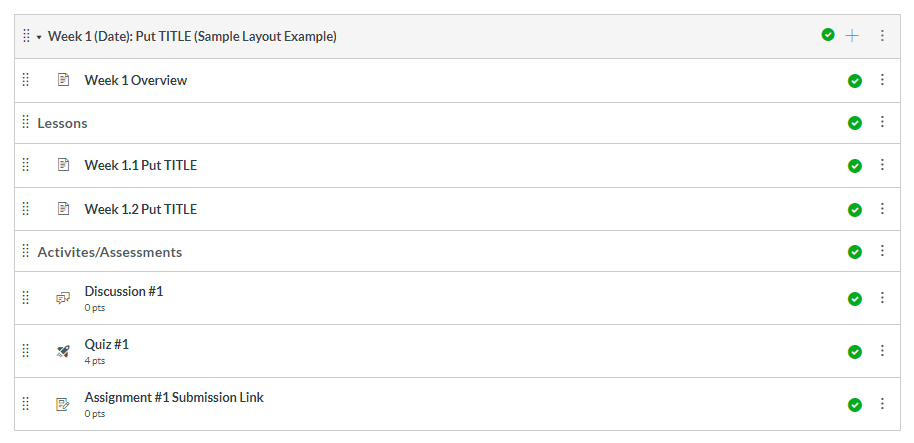 Week 1 (Date): Put TITLE (Sample Layout Example)
Week 1 Overview
Lessons
Week 1.1 Put TITLE
Week 1.2 Put TITLE
Activites/Assessments
Discussion #1
0 pts
Quiz #1
4 pts
Assignment #1 Submission Link
0 pts